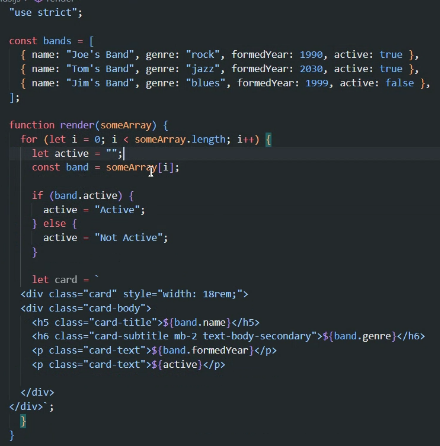 "use strict";
const bands = [
{ name: "Joe's Band", genre: "rock", formedYear: 1990, active: true },
{ name: "Tom's Band", genre: "jazz", formedYear: 2030, active: true },
{ name: "Jim's Band", genre: "blues", formedYear: 1999, active: false },
];
function render(someArray) {
for (let i = 0; i < someArray.length; i++) {
let active = "";
const band = someArray[i];
if (band.active) {
active = "Active";
} else {
active = "Not Active";
}
let card = `
<div class="card" style="width: 18rem;">
<div class="card-body">
<h5 class="card-title">${band.name}</h5>
<h6 class="card-subtitle mb-2 text-body-secondary">${band.genre}</h6>
<p class="card-text">${band.formedYear}</p>
<p class="card-text">${active}</p>
</div>
</div>`;
}
}